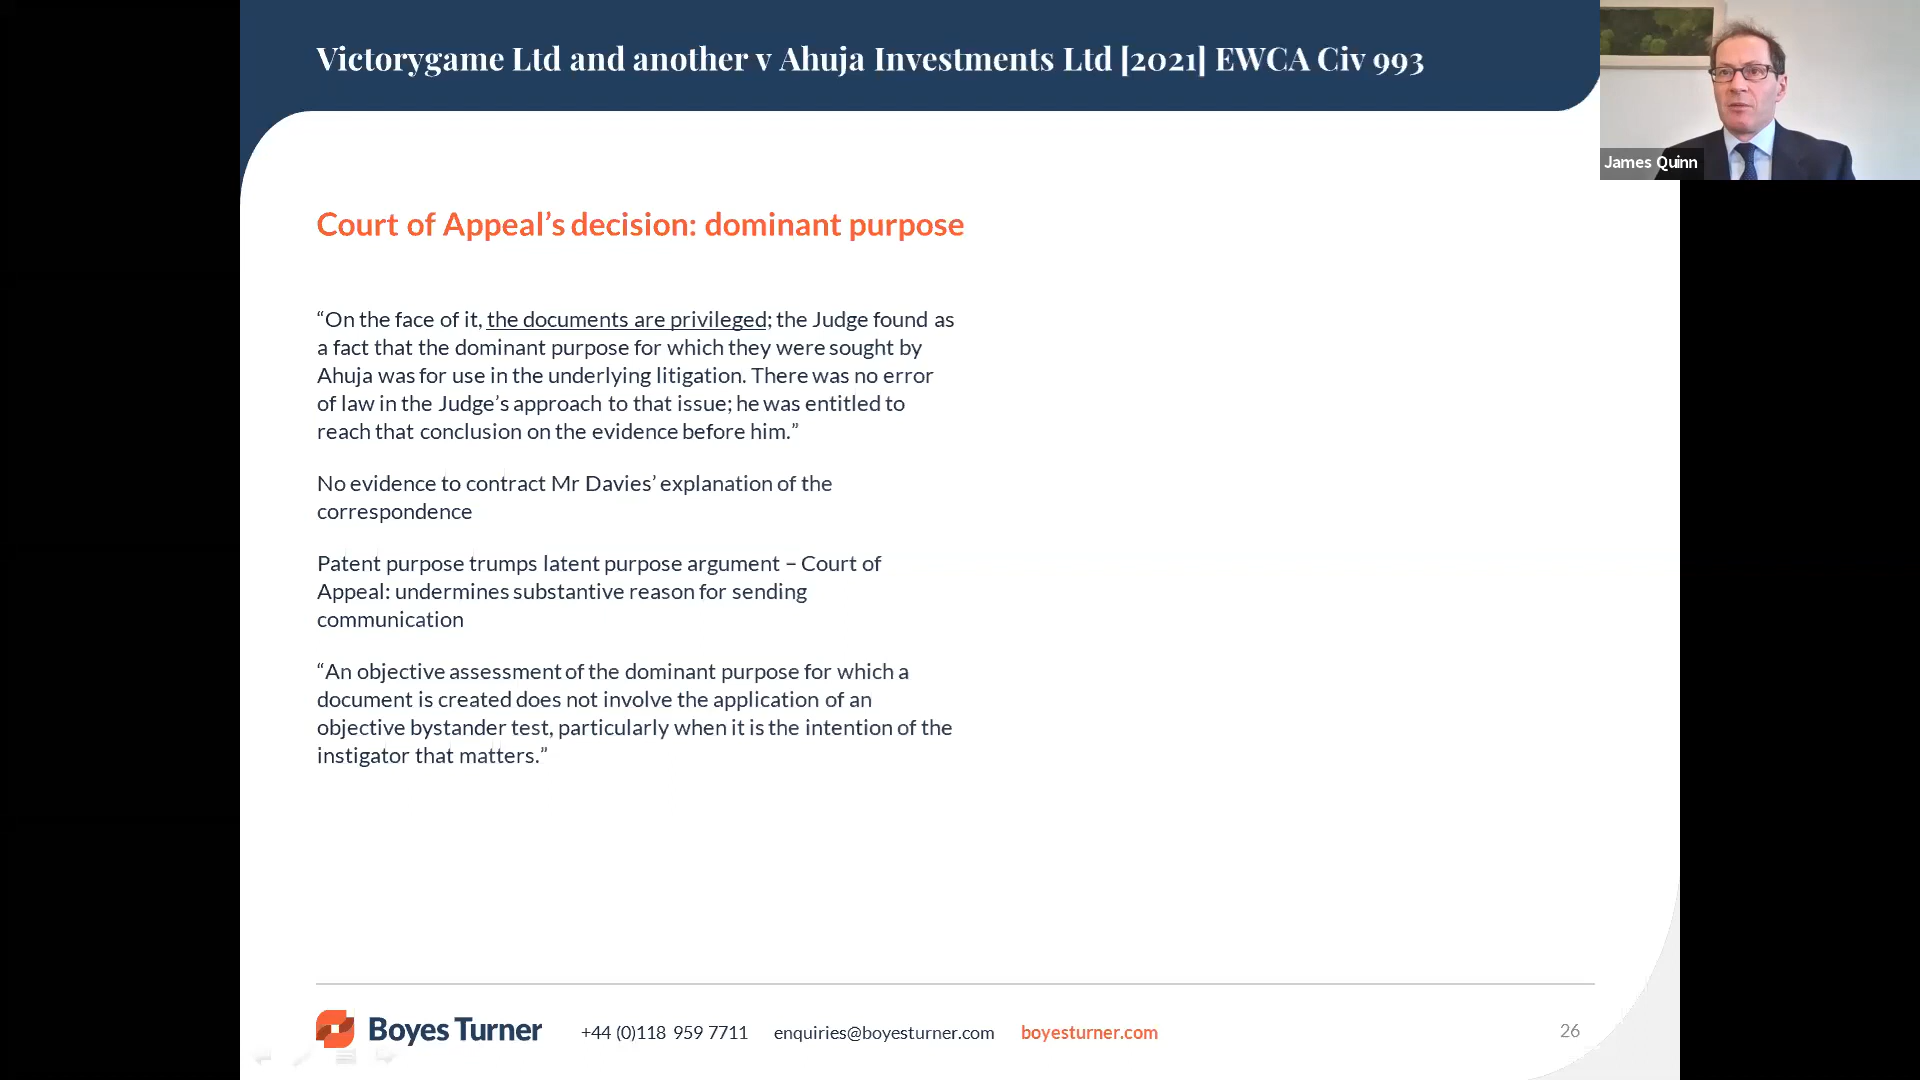 Victorygame Ltd and another v Ahuja Investments Ltd [2021] EWCA Civ 993
James Quinn
Court of Appeal’s decision: dominant purpose
“On the face of it, the documents are privileged; the Judge found as
a fact that the dominant purpose for which they were sought by
Ahuja was for use in the underlying litigation. There was no error
of law in the Judge’s approach to that issue; he was entitled to
reach that conclusion on the evidence before him.”
No evidence to contract Mr Davies’ explanation of the
correspondence
Patent purpose trumps latent purpose argument – Court of
Appeal: undermines substantive reason for sending
communication
“An objective assessment of the dominant purpose for which a
document is created does not involve the application of an
objective bystander test, particularly when it is the intention of the
instigator that matters.”
Boyes Turner
+44 (0)118 959 7711
enquiries@boyesturner.com
boyesturner.com
26